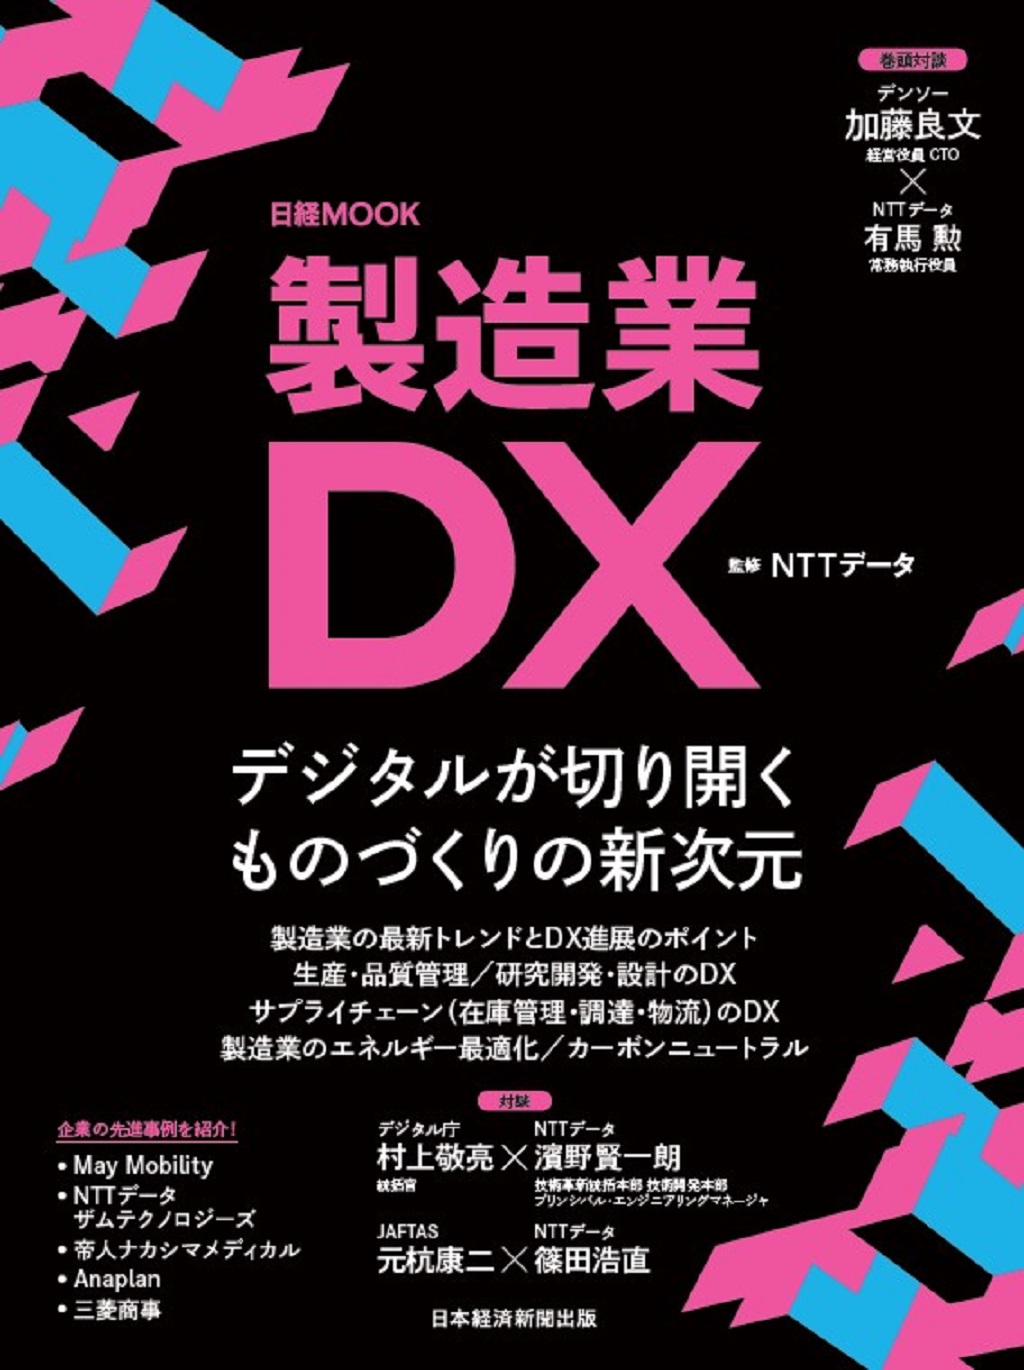 巻頭対談
デンソー
加藤良文
経営役員 CTO
×
NTTデータ
有馬 勲
常務執行役員
日経MOOK
製造業
DX
監修 NTTデータ
デジタルが切り開く
ものづくりの新次元
製造業の最新トレンドとDX進展のポイント
生産・品質管理／研究開発・設計のDX
サプライチェーン（在庫管理・調達・物流）のDX
製造業のエネルギー最適化／カーボンニュートラル
企業の先進事例を紹介！
• May Mobility
• NTTデータ
ザムテクノロジーズ
• 帝人ナカシマメディカル
• Anaplan
• 三菱商事
対談
デジタル庁 NTTデータ
村上敬亮×濱野賢一朗
統括官 技術革新統括本部 技術開発本部
プリンシパル・エンジニアリングマネージャ
JAFTAS NTTデータ
元杭康二×篠田浩直
日本経済新聞出版